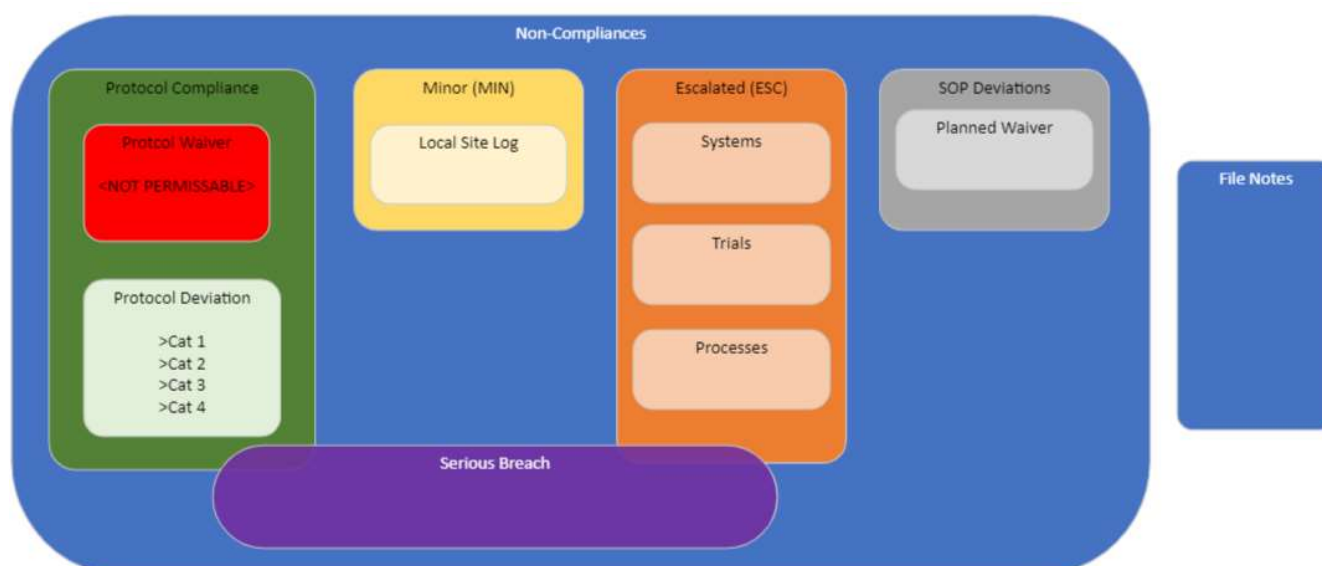 Non-Compliances
Protocol Compliance
Protcol Waiver
<NOT PERMISSABLE>
Protocol Deviation
>Cat 1
>Cat 2
>Cat 3
>Cat 4
Minor (MIN)
Local Site Log
Escalated (ESC)
Systems
Trials
Processes
SOP Deviations
Planned Waiver
Serious Breach
File Notes